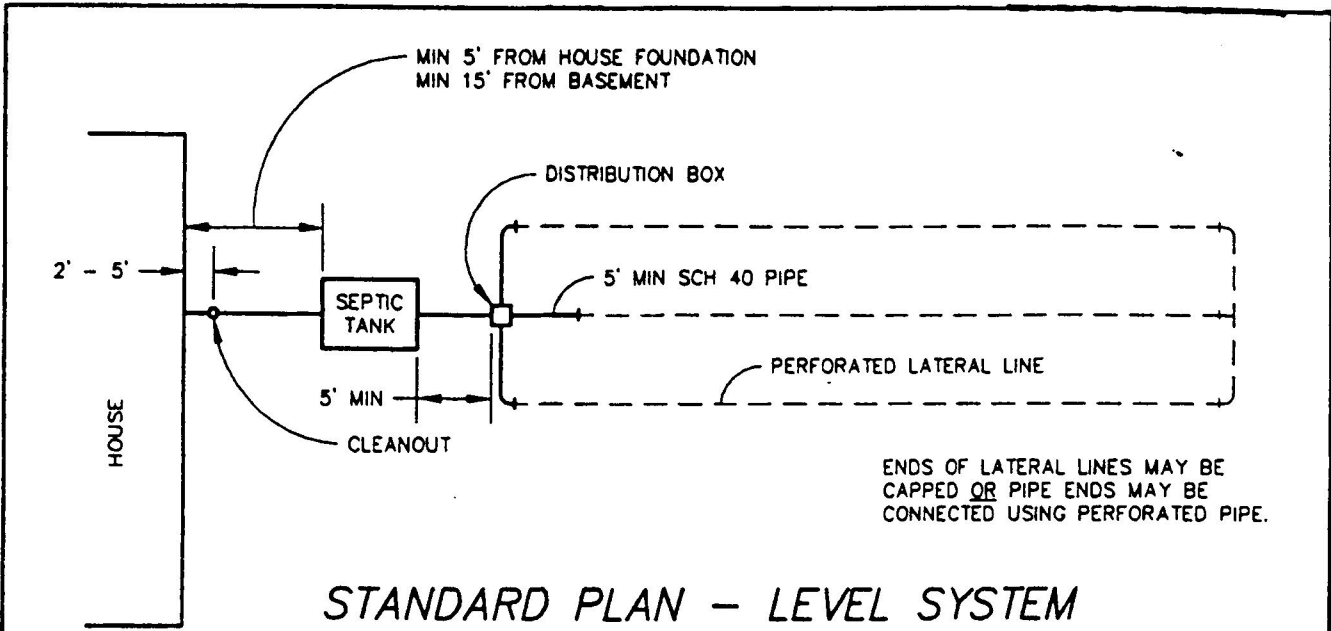 MIN 5' FROM HOUSE FOUNDATION
MIN 15' FROM BASEMENT
DISTRIBUTION BOX
2' - 5'
5' MIN SCH 40 PIPE
SEPTIC
TANK
PERFORATED LATERAL LINE
5' MIN
HOUSE
CLEANOUT
ENDS OF LATERAL LINES MAY BE
CAPPED OR PIPE ENDS MAY BE
CONNECTED USING PERFORATED PIPE.
STANDARD PLAN - LEVEL SYSTEM